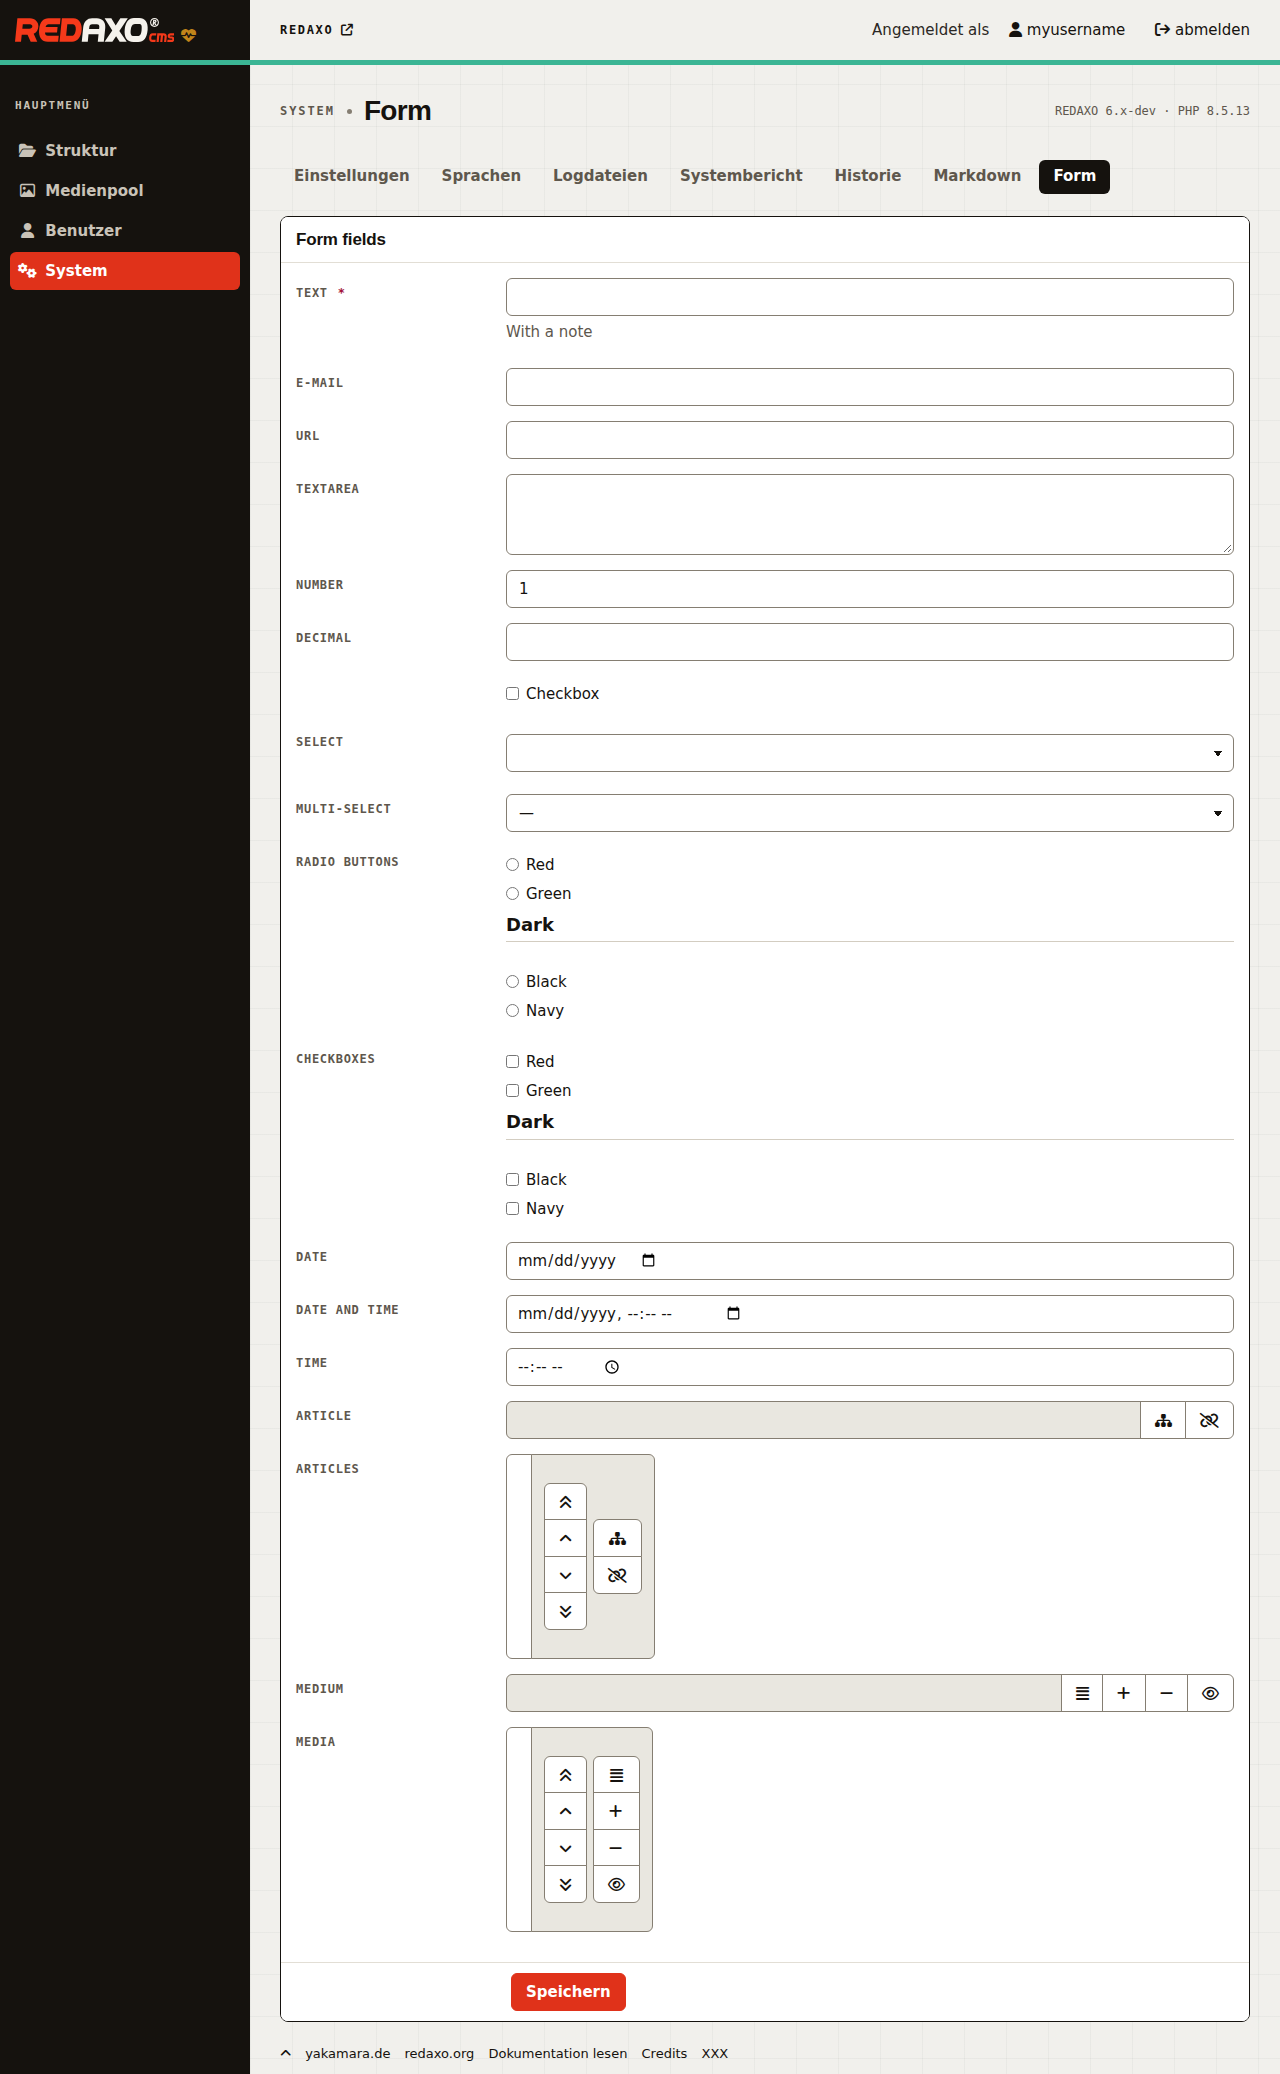 REDAXO® cms
REDAXO
Angemeldet als myusername abmelden
HAUPTMENÜ
Struktur
Medienpool
Benutzer
System
SYSTEM • Form
REDAXO 6.x-dev · PHP 8.5.13
Einstellungen Sprachen Logdateien Systembericht Historie Markdown Form
Form fields
TEXT *
With a note
E-MAIL
URL
TEXTAREA
NUMBER 1
DECIMAL
Checkbox
SELECT
MULTI-SELECT —
RADIO BUTTONS Red
Green
Dark
Black
Navy
CHECKBOXES Red
Green
Dark
Black
Navy
DATE mm/dd/yyyy
DATE AND TIME mm/dd/yyyy, --:-- --
TIME --:-- --
ARTICLE
ARTICLES
MEDIUM
MEDIA
Speichern
yakamara.de redaxo.org Dokumentation lesen Credits XXX